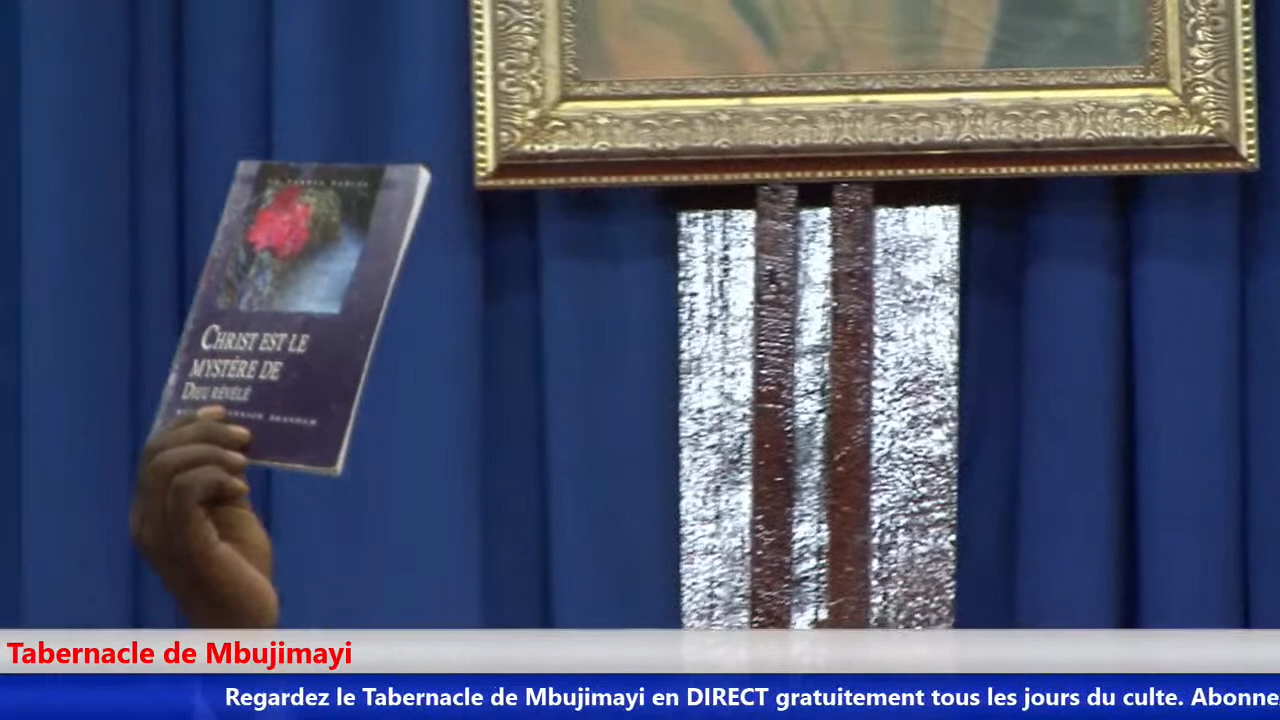 CHRIST EST LE
MYSTÈRE DE
DIEU RÉVÉLÉ
BRANHAM
Tabernacle de Mbujimayi
Regardez le Tabernacle de Mbujimayi en DIRECT gratuitement tous les jours du culte. Abonne